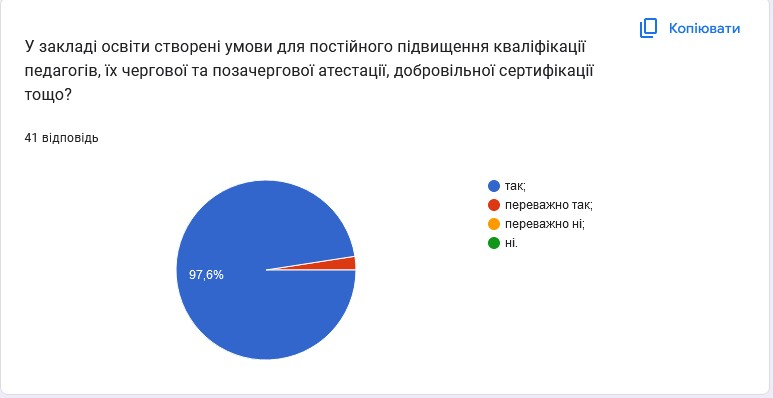 Копіювати
У закладі освіти створені умови для постійного підвищення кваліфікації
педагогів, їх чергової та позачергової атестації, добровільної сертифікації
тощо?
41 відповідь
97,6%
так;
переважно так;
переважно ні;
ні.